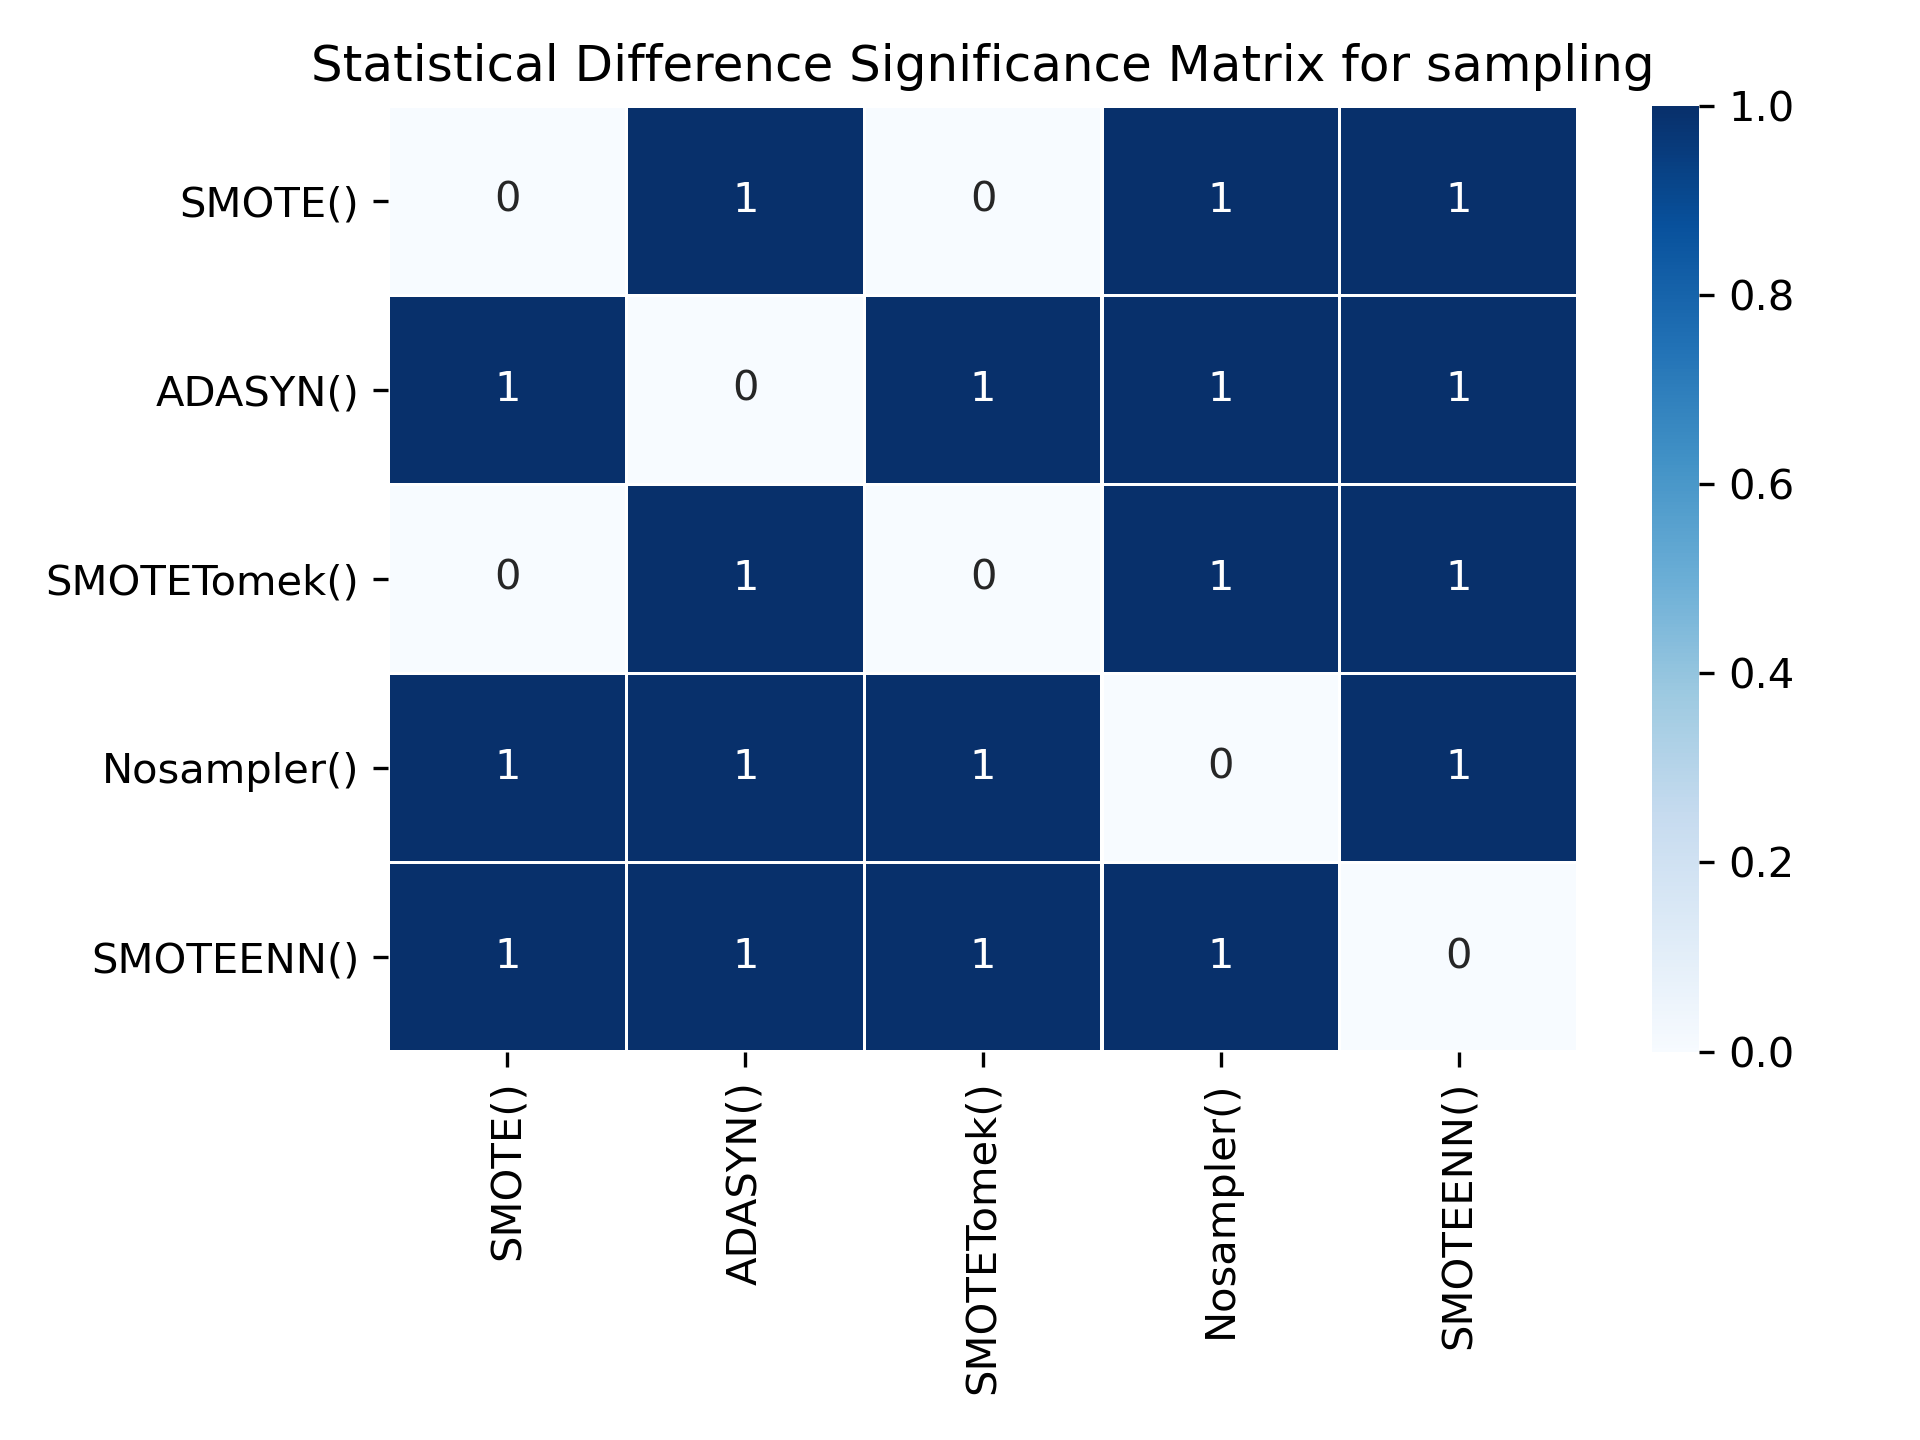 Statistical Difference Significance Matrix for sampling
SMOTE() 0 1 0 1 1
ADASYN() 1 0 1 1 1
SMOTETomek() 0 1 0 1 1
Nosampler() 1 1 1 0 1
SMOTEENN() 1 1 1 1 0
SMOTE()
ADASYN()
SMOTETomek()
Nosampler()
SMOTEENN()
1.0
0.8
0.6
0.4
0.2
0.0